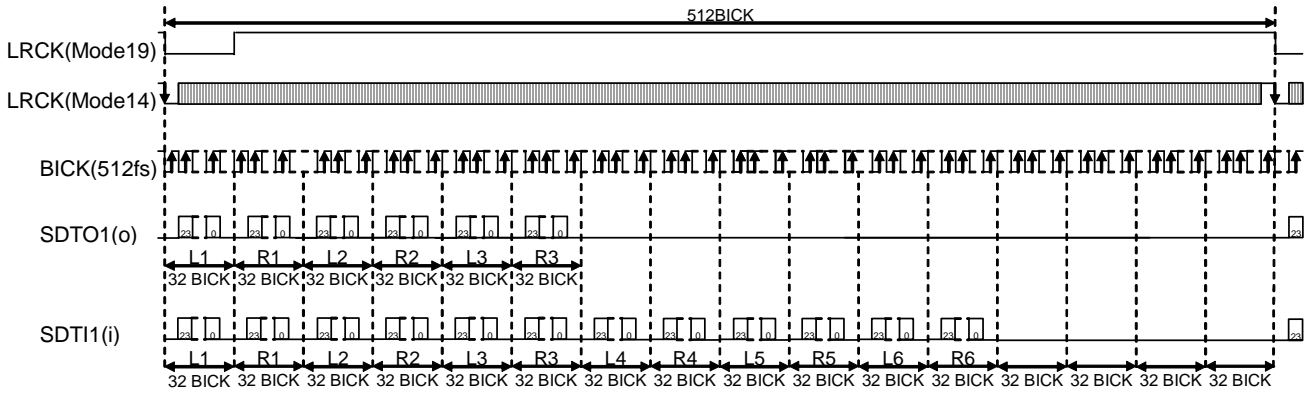 512BICK
LRCK(Mode19)
LRCK(Mode14)
BICK(512fs)
SDTO1(o)
23 0 23 0 23 0 23 0 23 0 23 0 23
L1 R1 L2 R2 L3 R3
32 BICK 32 BICK 32 BICK 32 BICK 32 BICK 32 BICK
SDTI1(i)
23 0 23 0 23 0 23 0 23 0 23 0 23 0 23 0 23 0 23 0 23 0 23 0 23
L1 R1 L2 R2 L3 R3 L4 R4 L5 R5 L6 R6
32 BICK 32 BICK 32 BICK 32 BICK 32 BICK 32 BICK 32 BICK 32 BICK 32 BICK 32 BICK 32 BICK 32 BICK 32 BICK 32 BICK 32 BICK 32 BICK